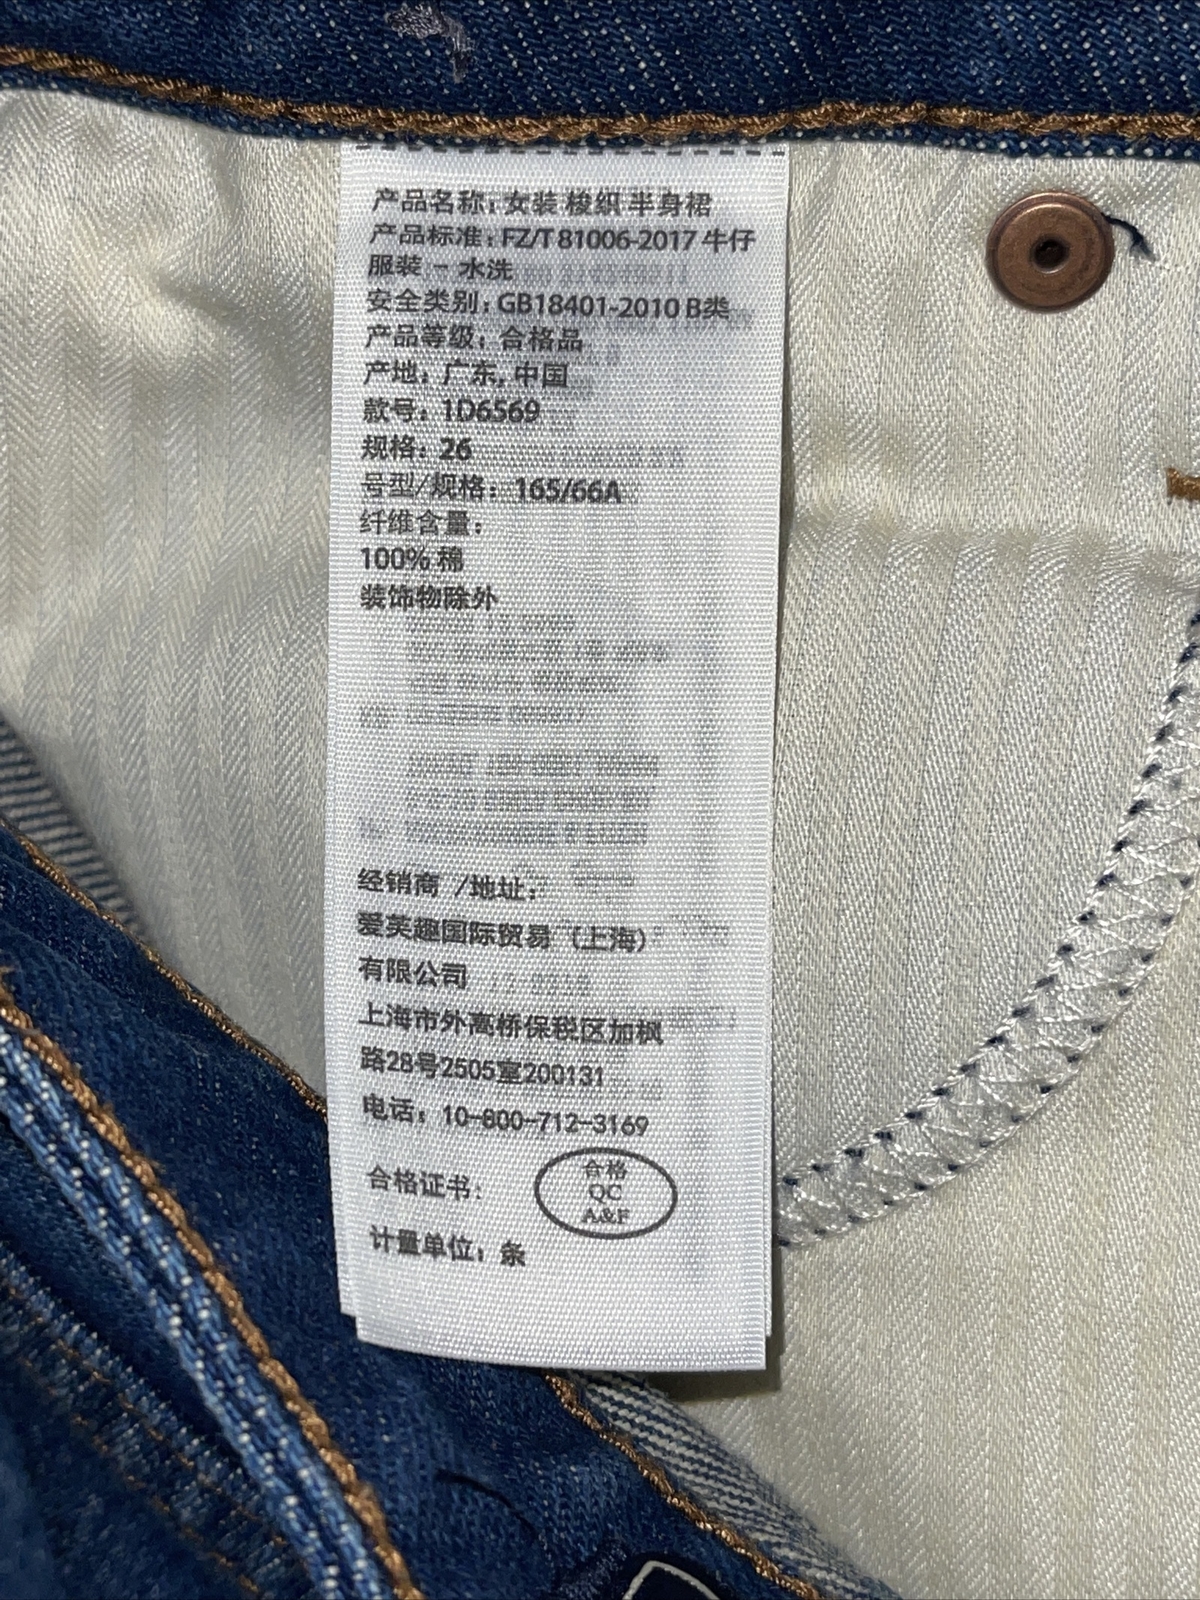 产品名称: 女装 梭织 半身裙
产品标准: FZ/T 81006-2017 牛仔
服装 - 水洗
安全类别: GB18401-2010 B类
产品等级: 合格品
产地: 广东, 中国
款号: 1D6569
规格: 26
号型/规格: 165/66A
纤维含量:
100% 棉
装饰物除外
经销商 /地址:
爱芙趣国际贸易 (上海)
有限公司
上海市外高桥保税区加枫
路28号2505室200131
电话: 10-800-712-3169
合格证书:
合格
QC
A&F
计量单位: 条